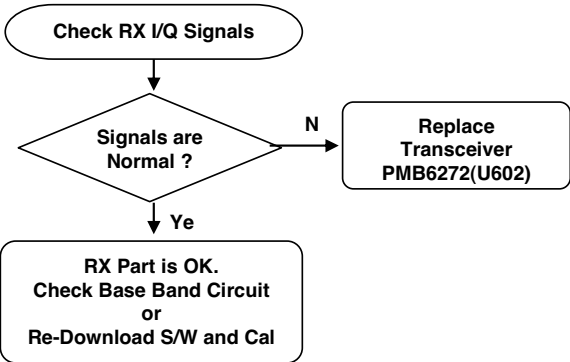 Check RX I/Q Signals
Signals are
Normal ?
N
Replace
Transceiver
PMB6272(U602)
Ye
RX Part is OK.
Check Base Band Circuit
or
Re-Download S/W and Cal